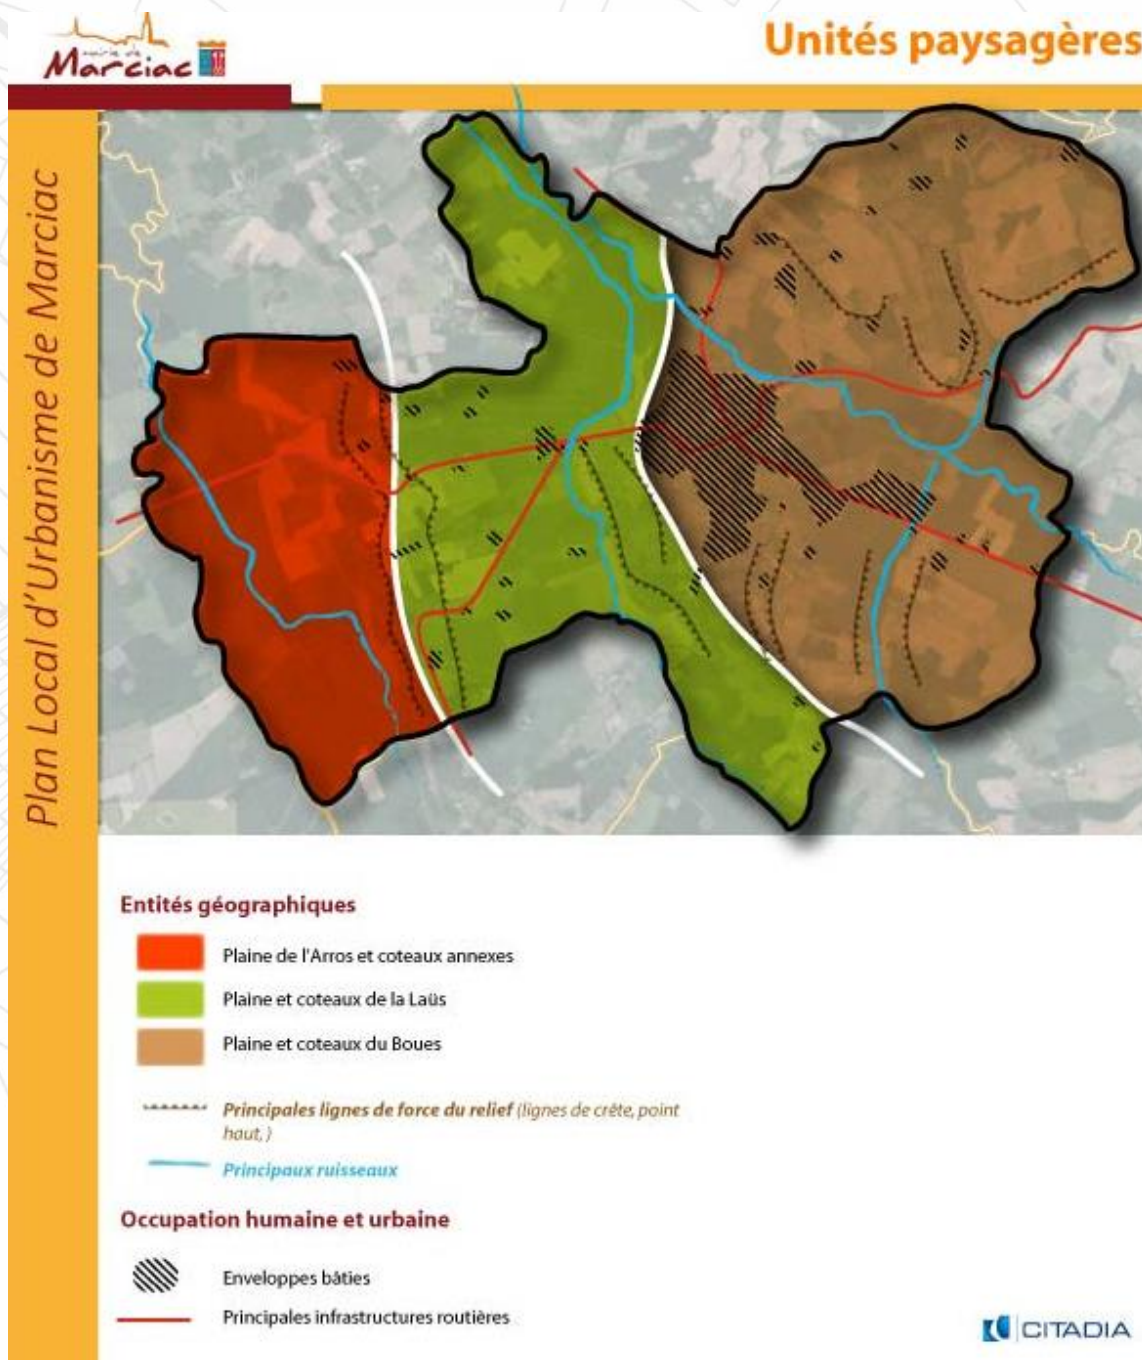 mairie de
Marciac
Unités paysagères
Plan Local d'Urbanisme de Marciac
Entités géographiques
Plaine de l'Arros et coteaux annexes
Plaine et coteaux de la Laüs
Plaine et coteaux du Boues
Principales lignes de force du relief (lignes de crête, point
haut, )
Principaux ruisseaux
Occupation humaine et urbaine
Enveloppes bâties
Principales infrastructures routières
CITADIA